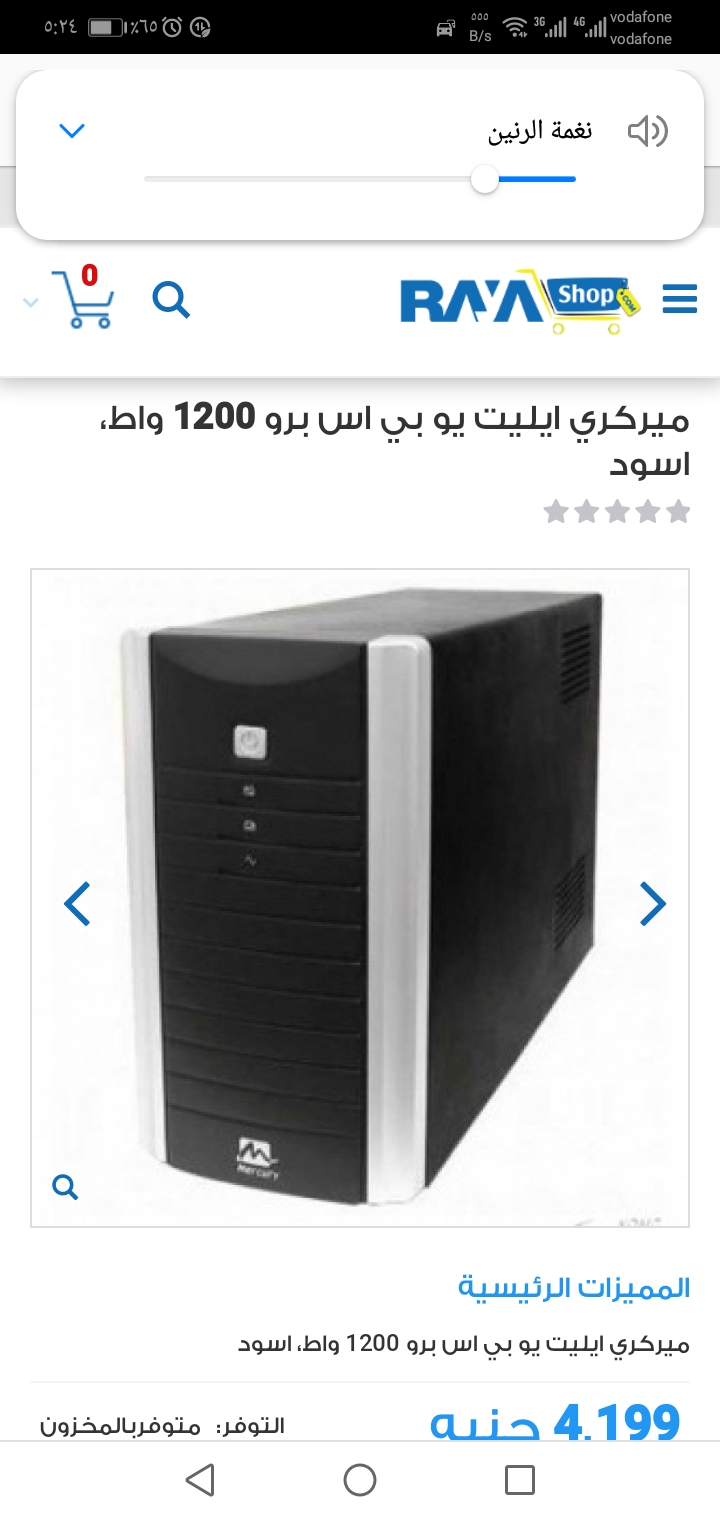 ٥:٢٤
٪٦٥
٥٥٥
B/s
3G
4G
vodafone
vodafone
نغمة الرنين
0
RAYA
Shop
.COM
ميركري ايليت يو بي اس برو 1200 واط،
اسود
Mercury
المميزات الرئيسية
ميركري ايليت يو بي اس برو 1200 واط، اسود
4,199 جنيه
التوفر: متوفربالمخزون